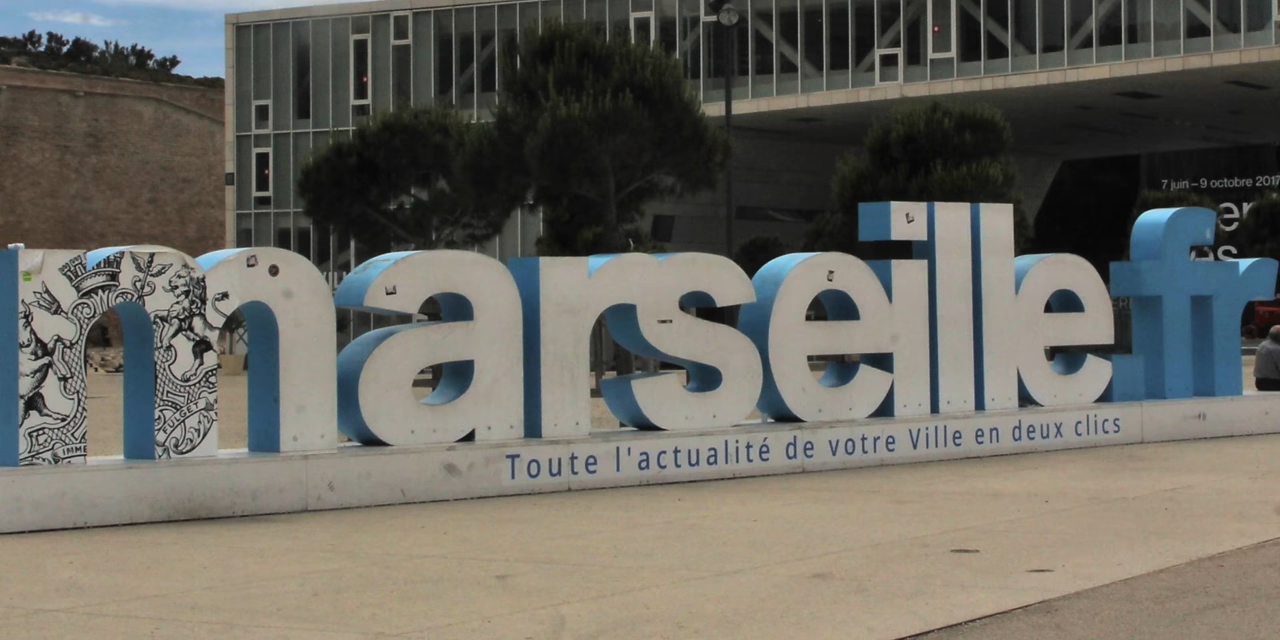 7 juin – 9 octobre 2017
marseille.fr
Toute l'actualité de votre Ville en deux clics